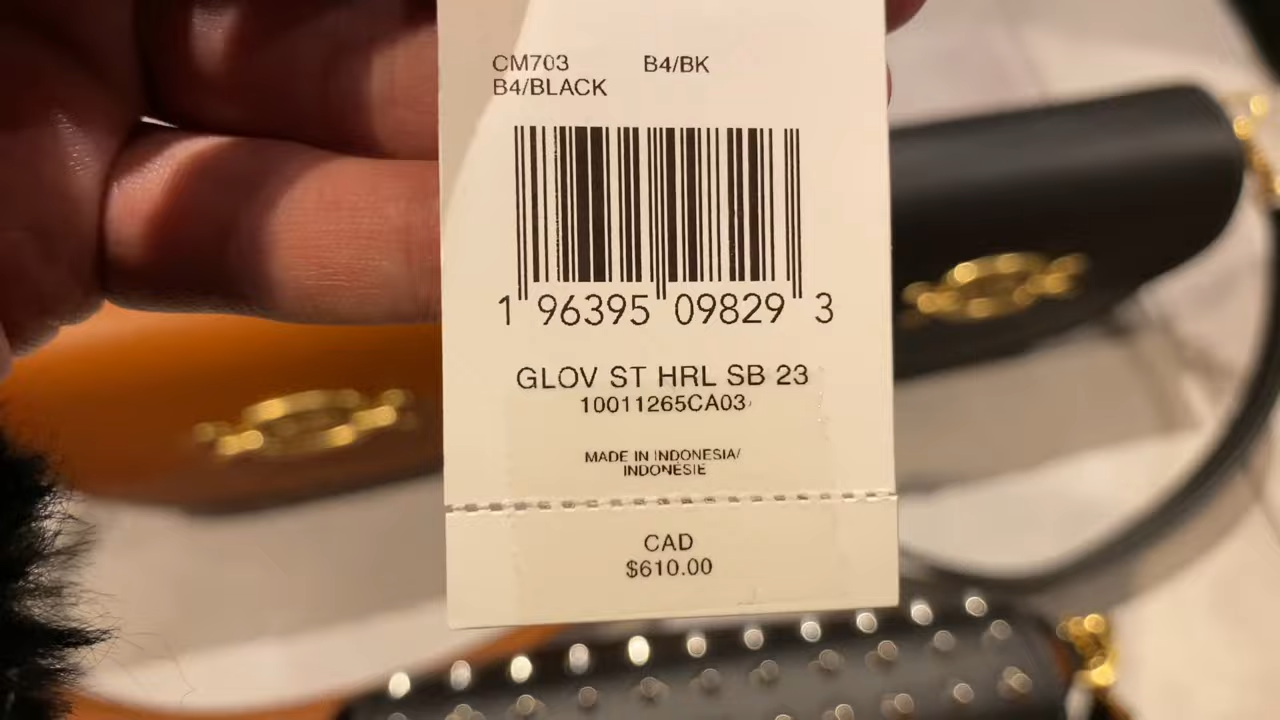 CM703 B4/BK
B4/BLACK
1 96395 09829 3
GLOV ST HRL SB 23
10011265CA03
MADE IN INDONESIA/
INDONÉSIE
CAD
$610.00